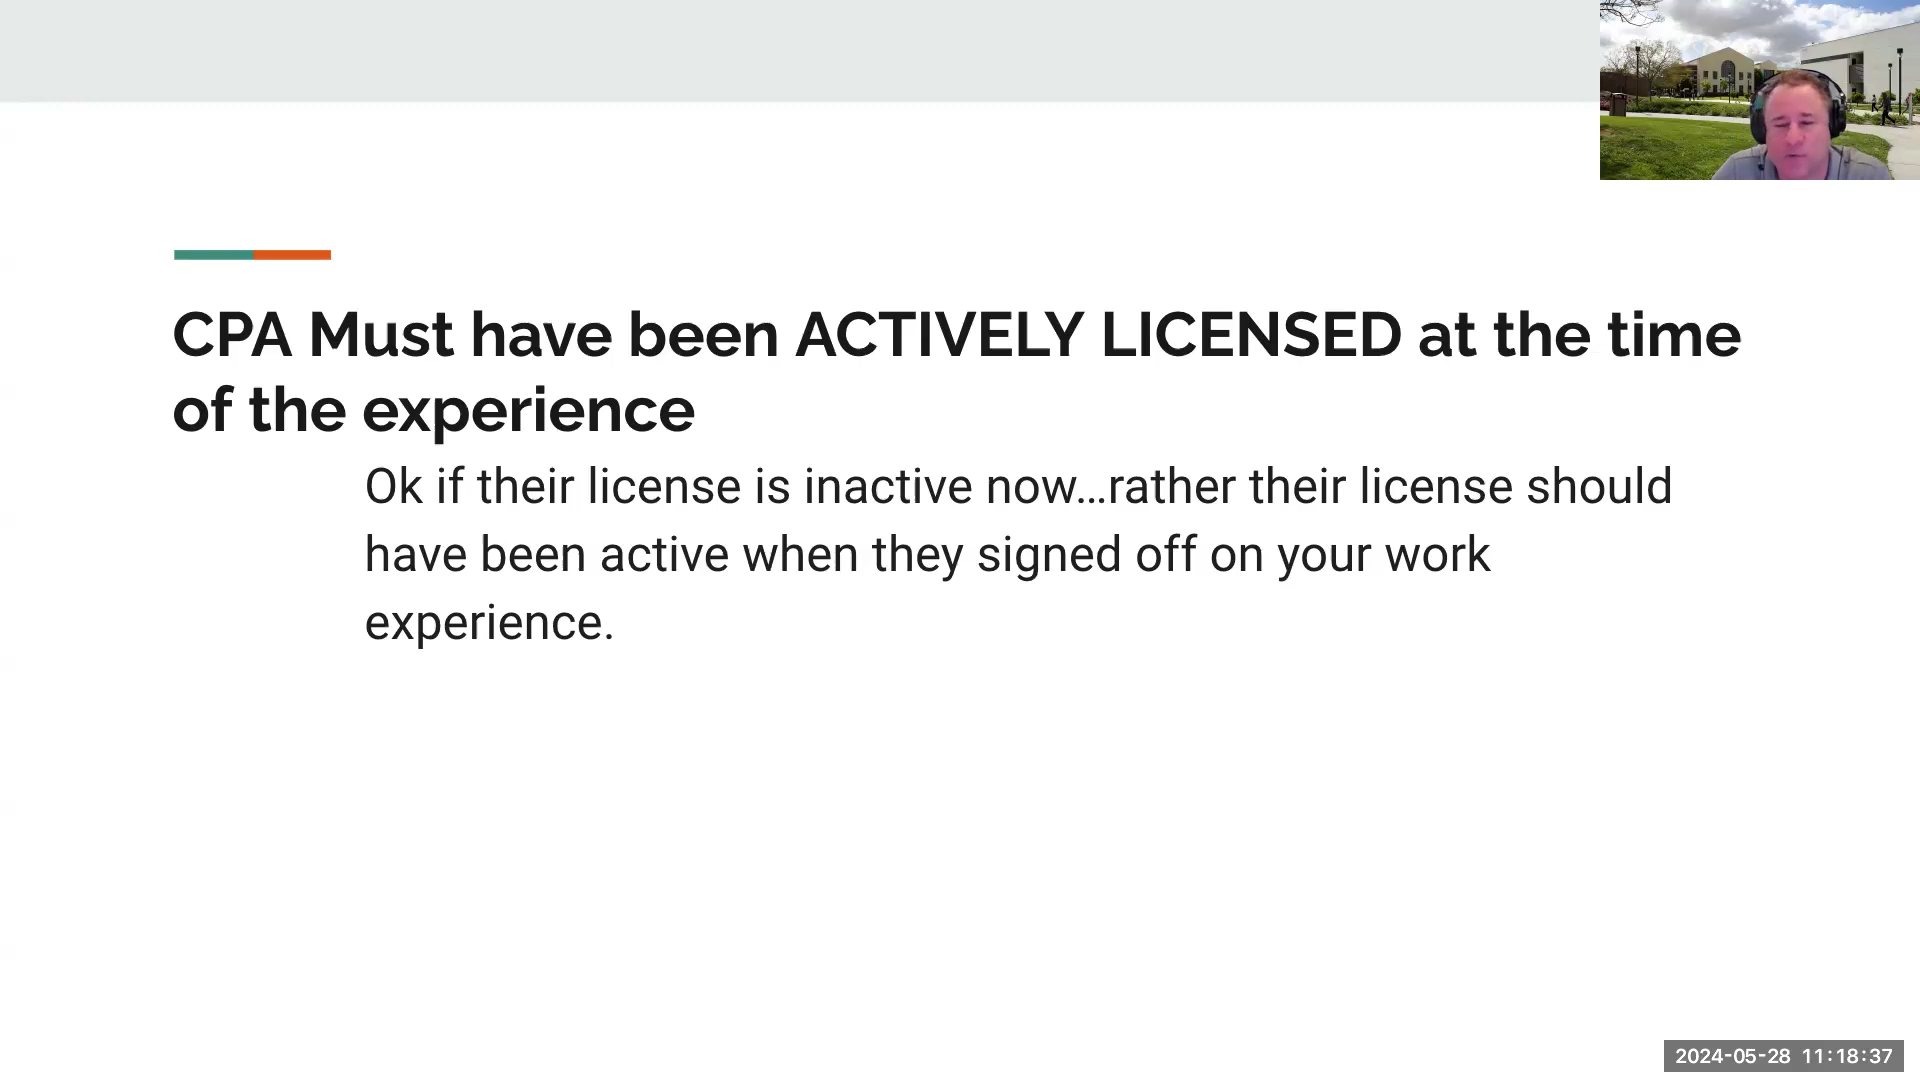 CPA Must have been ACTIVELY LICENSED at the time
of the experience
Ok if their license is inactive now…rather their license should
have been active when they signed off on your work
experience.
2024-05-28 11:18:37